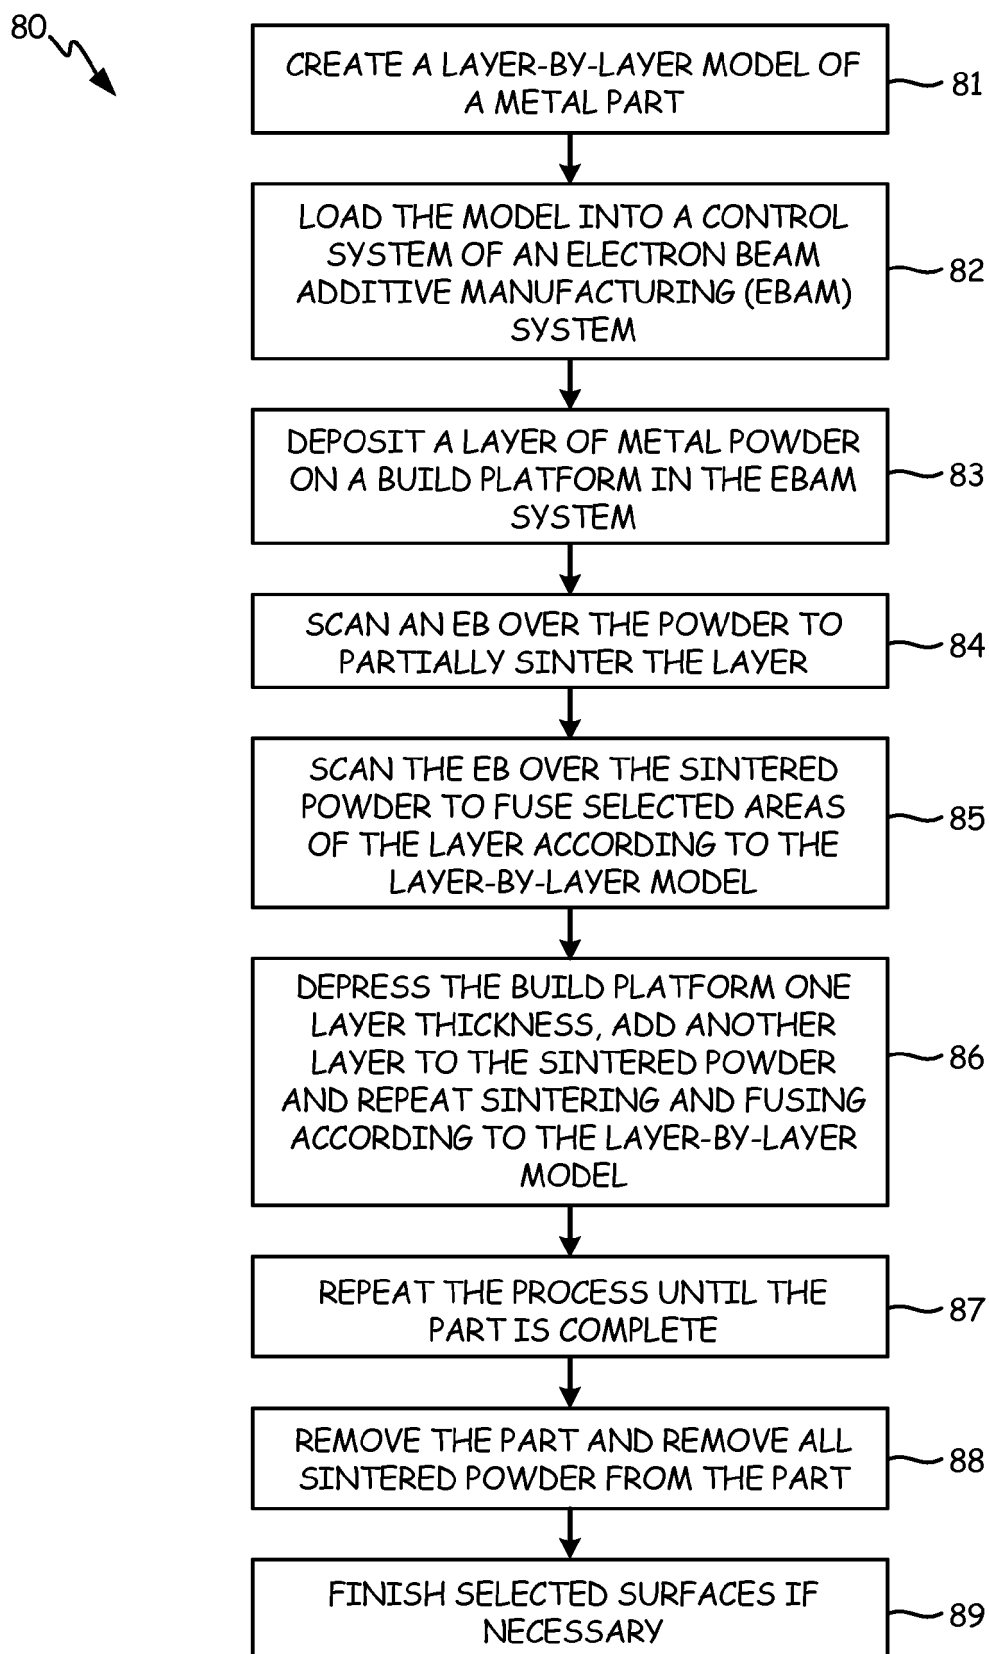 80
CREATE A LAYER-BY-LAYER MODEL OF
A METAL PART
81
LOAD THE MODEL INTO A CONTROL
SYSTEM OF AN ELECTRON BEAM
ADDITIVE MANUFACTURING (EBAM)
SYSTEM
82
DEPOSIT A LAYER OF METAL POWDER
ON A BUILD PLATFORM IN THE EBAM
SYSTEM
83
SCAN AN EB OVER THE POWDER TO
PARTIALLY SINTER THE LAYER
84
SCAN THE EB OVER THE SINTERED
POWDER TO FUSE SELECTED AREAS
OF THE LAYER ACCORDING TO THE
LAYER-BY-LAYER MODEL
85
DEPRESS THE BUILD PLATFORM ONE
LAYER THICKNESS, ADD ANOTHER
LAYER TO THE SINTERED POWDER
AND REPEAT SINTERING AND FUSING
ACCORDING TO THE LAYER-BY-LAYER
MODEL
86
REPEAT THE PROCESS UNTIL THE
PART IS COMPLETE
87
REMOVE THE PART AND REMOVE ALL
SINTERED POWDER FROM THE PART
88
FINISH SELECTED SURFACES IF
NECESSARY
89